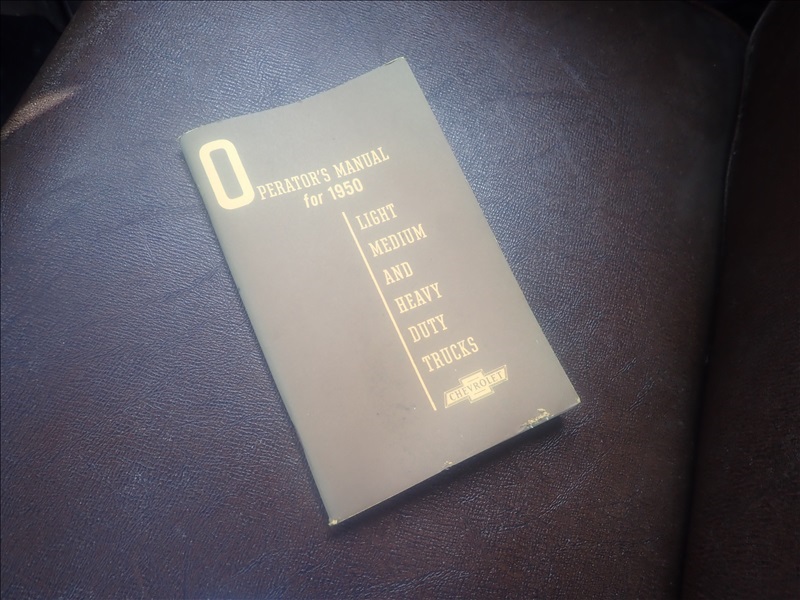 OPERATOR'S MANUAL
for 1950
LIGHT
MEDIUM
AND
HEAVY
DUTY
TRUCKS
CHEVROLET